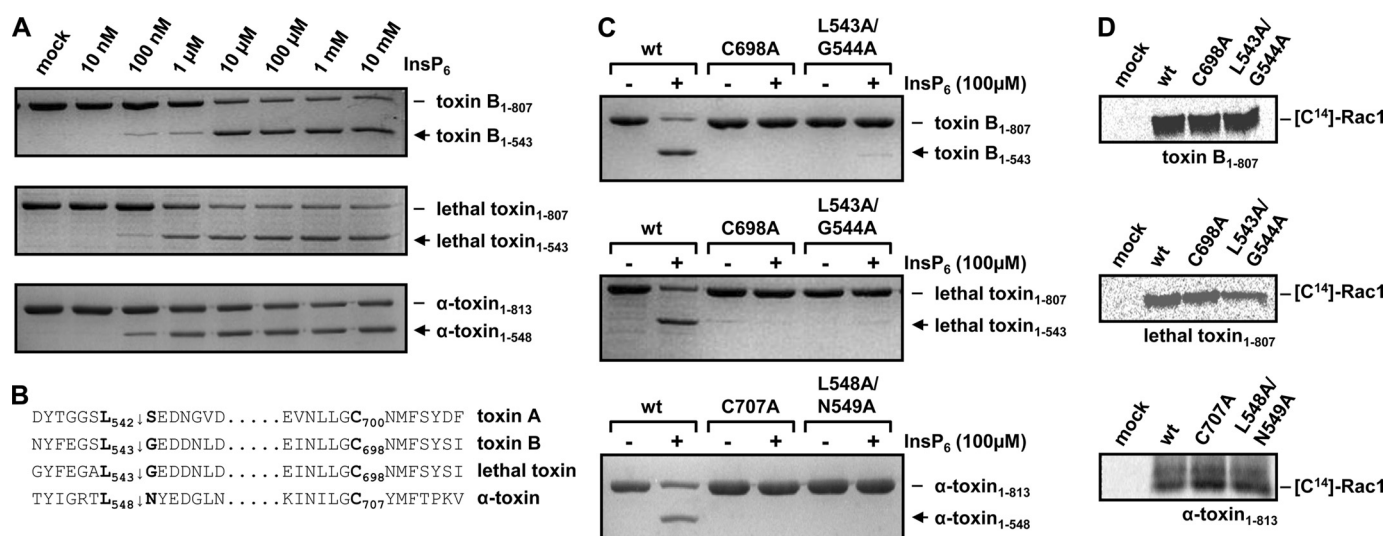 A
mock 10 nM 100 nM 1 µM 10 µM 100 µM 1 mM 10 mM InsP6
– toxin B1-807
toxin B1-543
– lethal toxin1-807
lethal toxin1-543
– α-toxin1-813
α-toxin1-548
B
DYTGGSL542↓SEDNGVD.....EVNLLGC700NMFSYDF toxin A
NYFEGSL543↓GEDDNLD.....EINLLGC698NMFSYSI toxin B
GYFEGAL543↓GEDDNLD.....EINLLGC698NMFSYSI lethal toxin
TYIGRTL548↓NYEDGLN.....KINILGC707YMFTPKV α-toxin
C
wt C698A L543A/
G544A
- + - + - + InsP6 (100µM)
– toxin B1-807
toxin B1-543
wt C698A L543A/
G544A
- + - + - + InsP6 (100µM)
– lethal toxin1-807
lethal toxin1-543
wt C707A L548A/
N549A
- + - + - + InsP6 (100µM)
– α-toxin1-813
α-toxin1-548
D
mock wt C698A L543A/
G544A
–[C14]-Rac1
toxin B1-807
mock wt C698A L543A/
G544A
–[C14]-Rac1
lethal toxin1-807
mock wt C707A L548A/
N549A
–[C14]-Rac1
α-toxin1-813